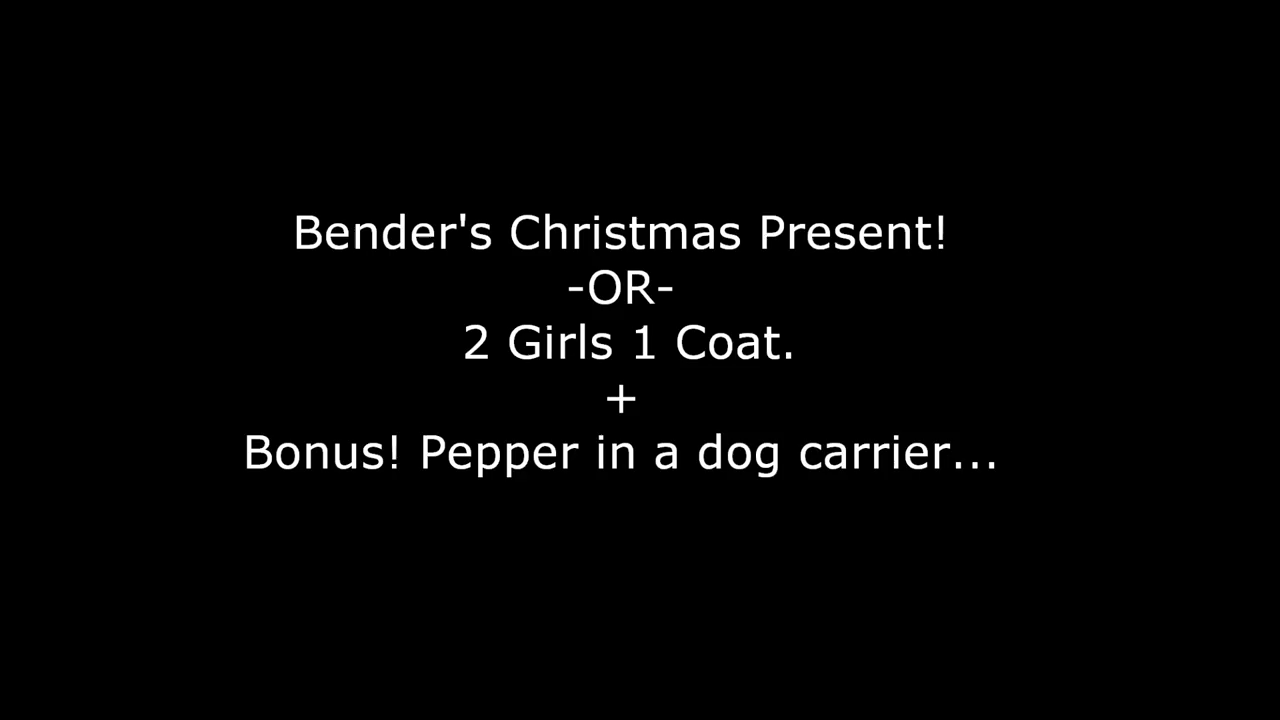 Bender's Christmas Present!
-OR-
2 Girls 1 Coat.
+
Bonus! Pepper in a dog carrier...